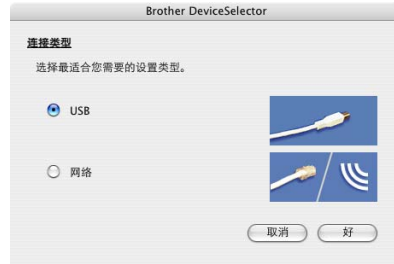 Brother DeviceSelector
连接类型
选择最适合您需要的设置类型。
USB
网络
取消 好